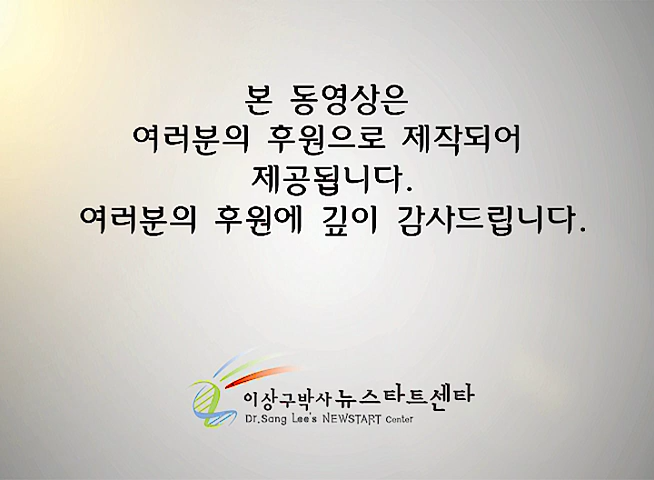 본 동영상은
여러분의 후원으로 제작되어
제공됩니다.
여러분의 후원에 깊이 감사드립니다.
이상구박사 뉴스타트센타
Dr.Sang Lee's NEWSTART Center